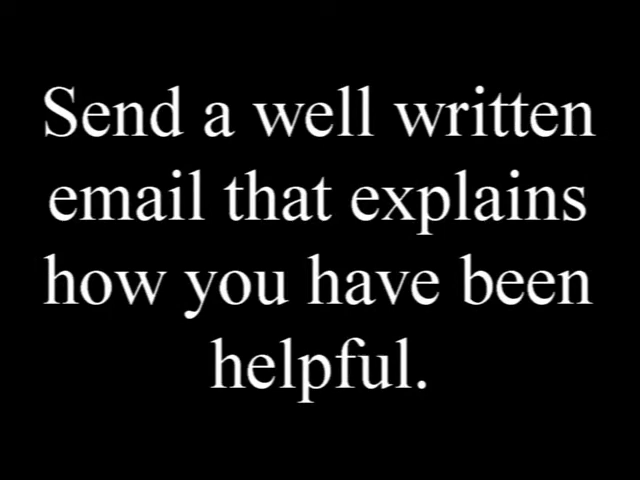 Send a well written
email that explains
how you have been
helpful.